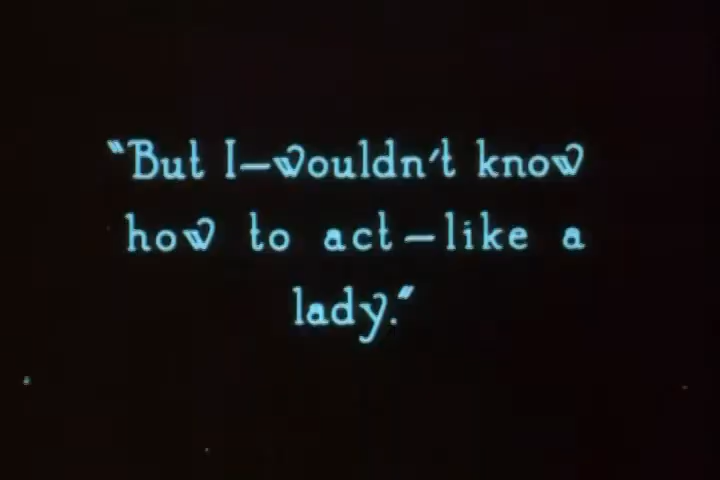 "But I—wouldn't know
how to act—like a
lady."